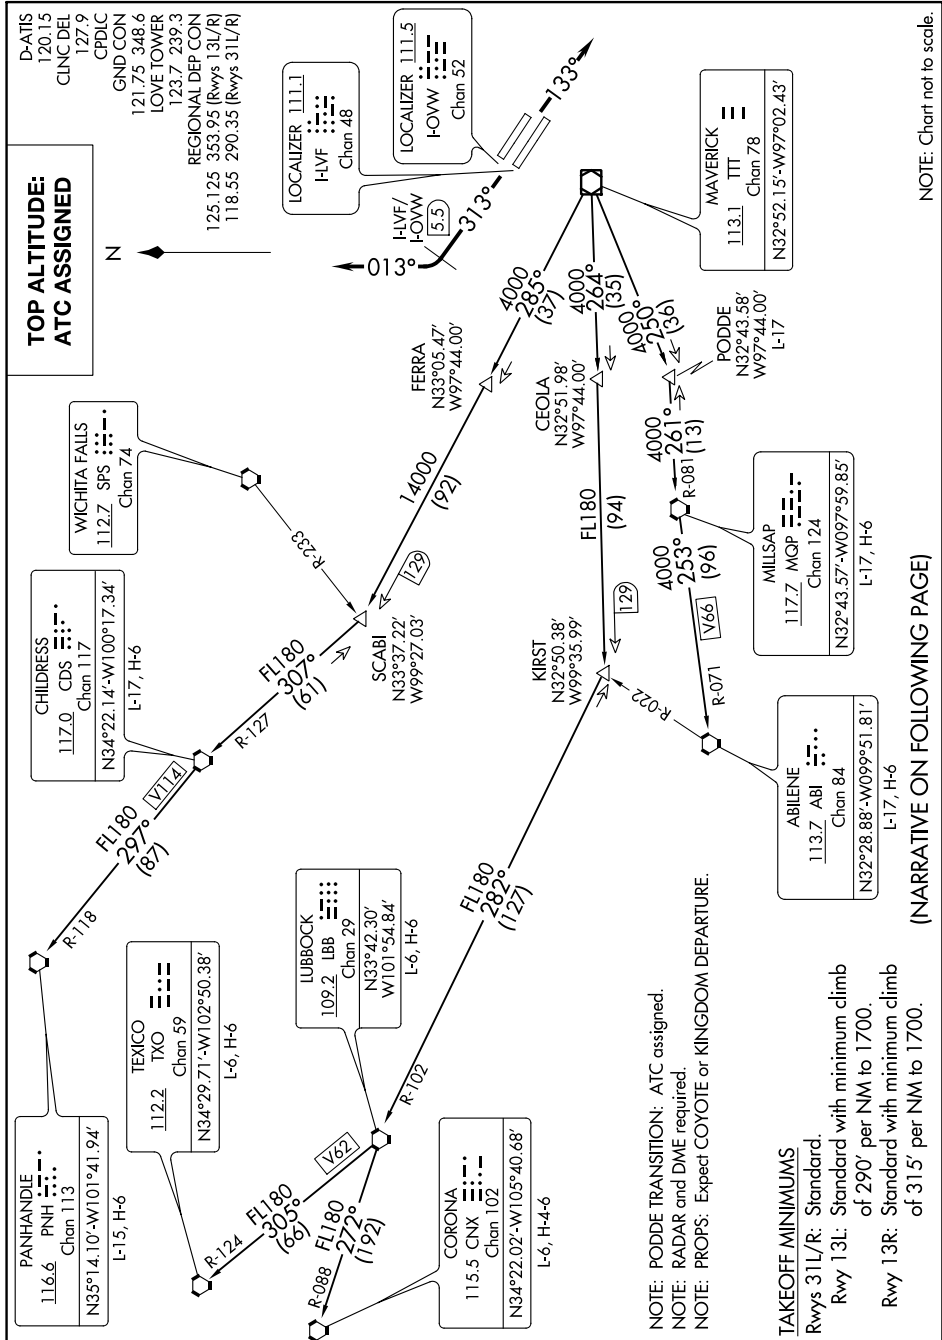 D-ATIS
120.15
CLNC DEL
127.9
CPDLC
GND CON
121.75 348.6
LOVE TOWER
123.7 239.3
REGIONAL DEP CON
125.125 353.95 (Rwys 13L/R)
118.55 290.35 (Rwys 31L/R)
TOP ALTITUDE:
ATC ASSIGNED
N
LOCALIZER 111.1
I-LVF
Chan 48
LOCALIZER 111.5
I-OVW
Chan 52
I-LVF/
I-OVW
5.5
313°
133°
013°
MAVERICK
113.1 TTT
Chan 78
N32°52.15'-W97°02.43'
NOTE: Chart not to scale.
4000
285°
(37)
4000
264°
(35)
4000
250°
(36)
FERRA
N33°05.47'
W97°44.00'
CEOLA
N32°51.98'
W97°44.00'
PODDE
N32°43.58'
W97°44.00'
L-17
WICHITA FALLS
112.7 SPS
Chan 74
R-233
14000
(92)
129
FL180
(94)
129
4000
261°
(13)
R-081
MILLSAP
117.7 MQP
Chan 124
N32°43.57'-W097°59.85'
L-17, H-6
4000
253°
(96)
V66
R-071
CHILDRESS
117.0 CDS
Chan 117
N34°22.14'-W100°17.34'
L-17, H-6
SCABI
N33°37.22'
W99°27.03'
FL180
307°
(61)
R-127
KIRST
N32°50.38'
W99°35.99'
R-022
ABILENE
113.7 ABI
Chan 84
N32°28.88'-W099°51.81'
L-17, H-6
FL180
297°
(87)
V114
R-118
PANHANDLE
116.6 PNH
Chan 113
N35°14.10'-W101°41.94'
L-15, H-6
TEXICO
112.2 TXO
Chan 59
N34°29.71'-W102°50.38'
L-6, H-6
LUBBOCK
109.2 LBB
Chan 29
N33°42.30'
W101°54.84'
L-6, H-6
FL180
282°
(127)
R-102
V62
FL180
305°
(66)
R-124
FL180
272°
(192)
R-088
CORONA
115.5 CNX
Chan 102
N34°22.02'-W105°40.68'
L-6, H-4-6
NOTE: PODDE TRANSITION: ATC assigned.
NOTE: RADAR and DME required.
NOTE: PROPS: Expect COYOTE or KINGDOM DEPARTURE.
TAKEOFF MINIMUMS
Rwys 31L/R: Standard.
Rwy 13L: Standard with minimum climb
of 290' per NM to 1700.
Rwy 13R: Standard with minimum climb
of 315' per NM to 1700.
(NARRATIVE ON FOLLOWING PAGE)